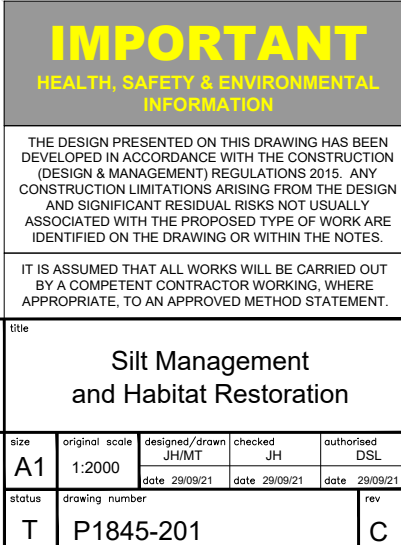 IMPORTANT
HEALTH, SAFETY & ENVIRONMENTAL
INFORMATION
THE DESIGN PRESENTED ON THIS DRAWING HAS BEEN
DEVELOPED IN ACCORDANCE WITH THE CONSTRUCTION
(DESIGN & MANAGEMENT) REGULATIONS 2015. ANY
CONSTRUCTION LIMITATIONS ARISING FROM THE DESIGN
AND SIGNIFICANT RESIDUAL RISKS NOT USUALLY
ASSOCIATED WITH THE PROPOSED TYPE OF WORK ARE
IDENTIFIED ON THE DRAWING OR WITHIN THE NOTES.
IT IS ASSUMED THAT ALL WORKS WILL BE CARRIED OUT
BY A COMPETENT CONTRACTOR WORKING, WHERE
APPROPRIATE, TO AN APPROVED METHOD STATEMENT.
title
Silt Management
and Habitat Restoration
size original scale designed/drawn checked authorised
A1 1:2000 JH/MT JH DSL
date 29/09/21 date 29/09/21 date 29/09/21
status drawing number rev
T P1845-201 C